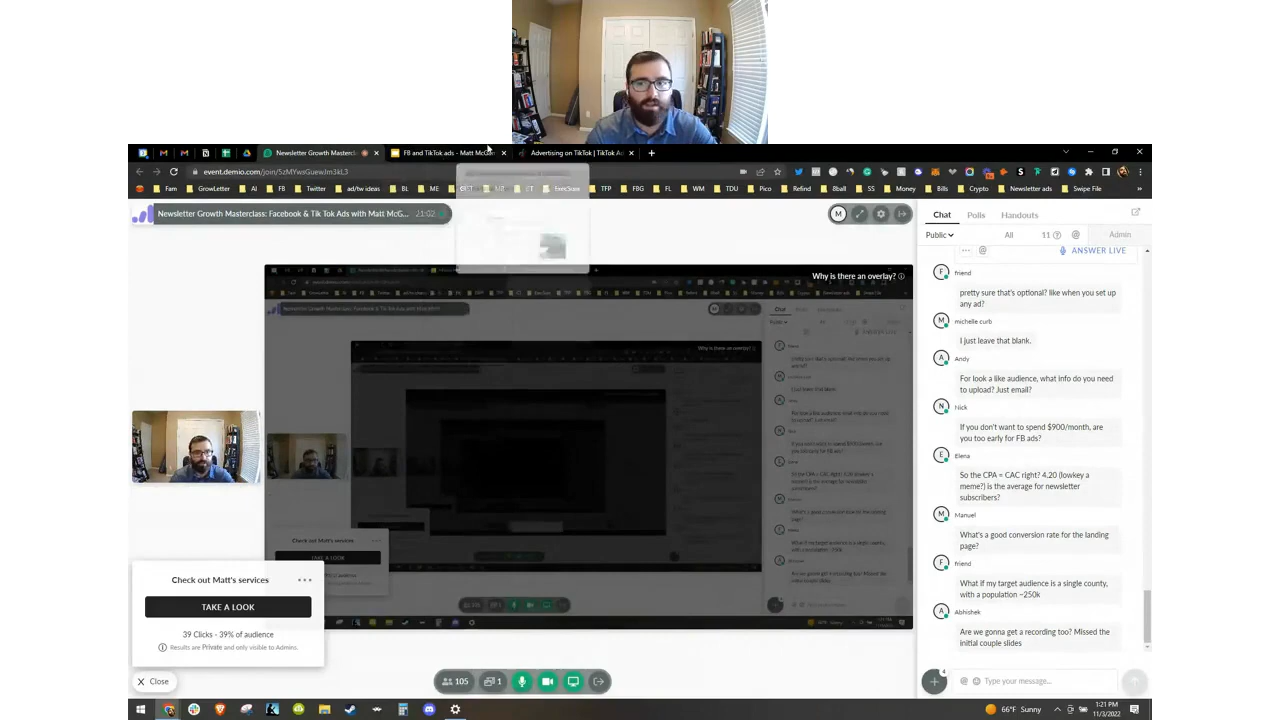 Newsletter Growth Mastercl
FB and TikTok ads - Matt McG
Advertising on TikTok | TikTok Ad
event.demio.com/join/5zMYwsGuewJm3kL3
Fam
GrowLetter
AI
FB
Twitter
ad/fw ideas
BL
ME
ExecSum
TFP
FBG
FL
WM
TDU
Pico
Refind
8ball
SS
Money
Bills
Crypto
Newsletter ads
Swipe File
Newsletter Growth Masterclass: Facebook & Tik Tok Ads with Matt McG... 21:02
M
Chat
Polls
Handouts
Public
All
11
@
Admin
ANSWER LIVE
Why is there an overlay?
F friend
pretty sure that's optional? like when you set up
any ad?
M michelle curb
I just leave that blank.
A Andy
For look a like audience, what info do you need
to upload? Just email?
N Nick
If you don't want to spend $900/month, are
you too early for FB ads?
E Elena
So the CPA = CAC right? 4.20 (lowkey a
meme?) is the average for newsletter
subscribers?
M Manuel
What's a good conversion rate for the landing
page?
F friend
What if my target audience is a single county,
with a population ~250k
A Abhishek
Are we gonna get a recording too? Missed the
initial couple slides
Check out Matt's services
TAKE A LOOK
39 Clicks - 39% of audience
Results are Private and only visible to Admins.
X Close
105
1
4
@ Type your message...
66°F Sunny
1:21 PM
11/3/2022